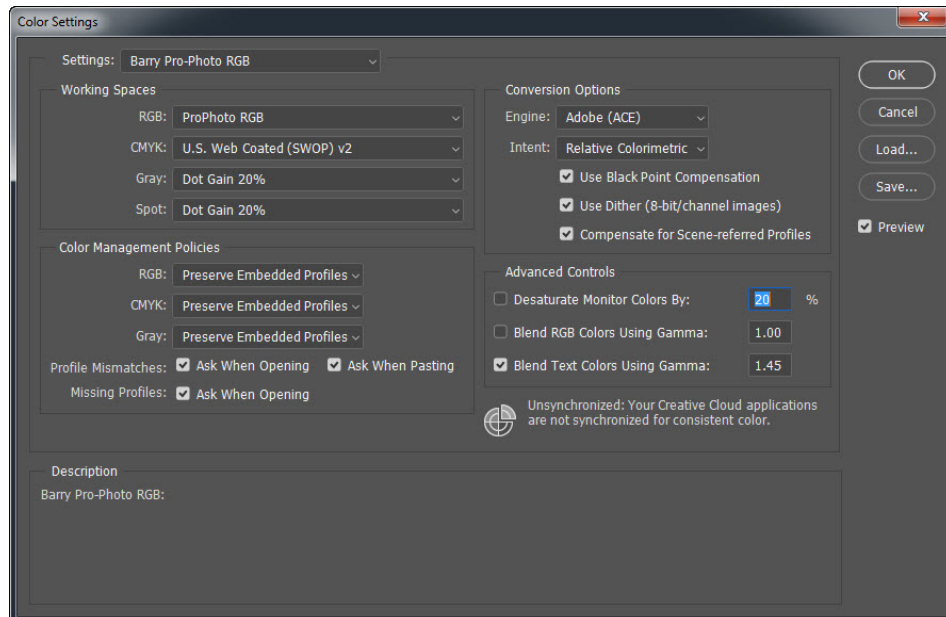 Color Settings
Settings: Barry Pro-Photo RGB
Working Spaces
RGB: ProPhoto RGB
CMYK: U.S. Web Coated (SWOP) v2
Gray: Dot Gain 20%
Spot: Dot Gain 20%
Color Management Policies
RGB: Preserve Embedded Profiles
CMYK: Preserve Embedded Profiles
Gray: Preserve Embedded Profiles
Profile Mismatches: Ask When Opening Ask When Pasting
Missing Profiles: Ask When Opening
Conversion Options
Engine: Adobe (ACE)
Intent: Relative Colorimetric
Use Black Point Compensation
Use Dither (8-bit/channel images)
Compensate for Scene-referred Profiles
Advanced Controls
Desaturate Monitor Colors By: 20 %
Blend RGB Colors Using Gamma: 1.00
Blend Text Colors Using Gamma: 1.45
Unsynchronized: Your Creative Cloud applications
are not synchronized for consistent color.
OK
Cancel
Load...
Save...
Preview
Description
Barry Pro-Photo RGB: